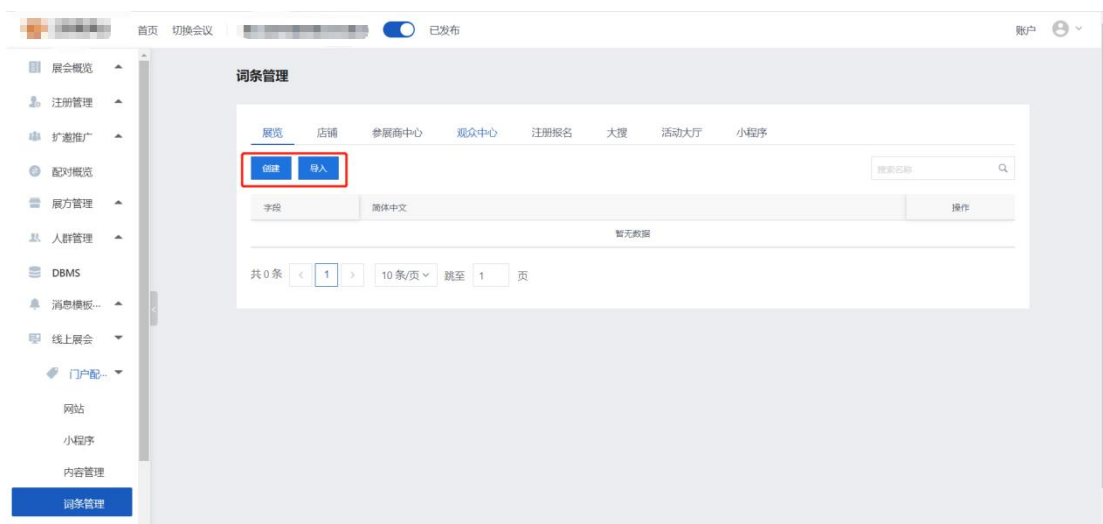 首页 切换会议 已发布 账户
展会概览
注册管理
扩邀推广
配对概览
展方管理
人群管理
DBMS
消息模板...
线上展会
门户配...
网站
小程序
内容管理
词条管理
词条管理
展览 店铺 参展商中心 观众中心 注册报名 大搜 活动大厅 小程序
创建 导入 搜索名称
字段 简体中文 操作
暂无数据
共 0 条 < 1 > 10 条/页 跳至 1 页